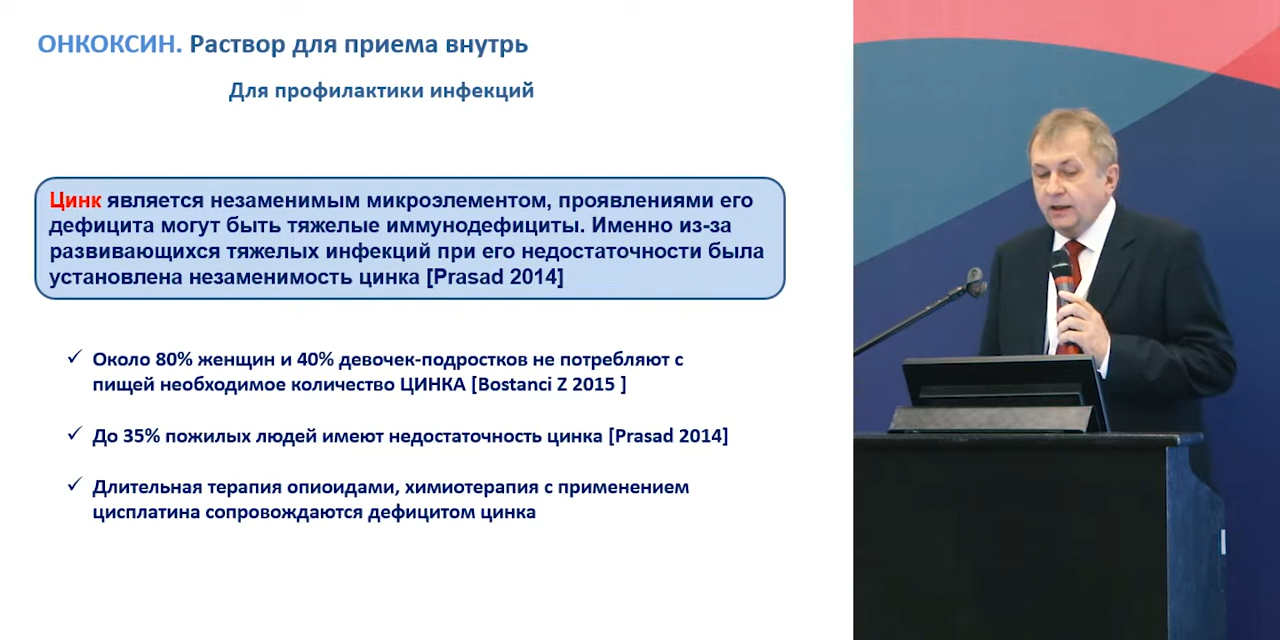 ОНКОКСИН. Раствор для приема внутрь
Для профилактики инфекций
Цинк является незаменимым микроэлементом, проявлениями его
дефицита могут быть тяжелые иммунодефициты. Именно из-за
развивающихся тяжелых инфекций при его недостаточности была
установлена незаменимость цинка [Prasad 2014]
✓ Около 80% женщин и 40% девочек-подростков не потребляют с
пищей необходимое количество ЦИНКА [Bostanci Z 2015 ]
✓ До 35% пожилых людей имеют недостаточность цинка [Prasad 2014]
✓ Длительная терапия опиоидами, химиотерапия с применением
цисплатина сопровождаются дефицитом цинка